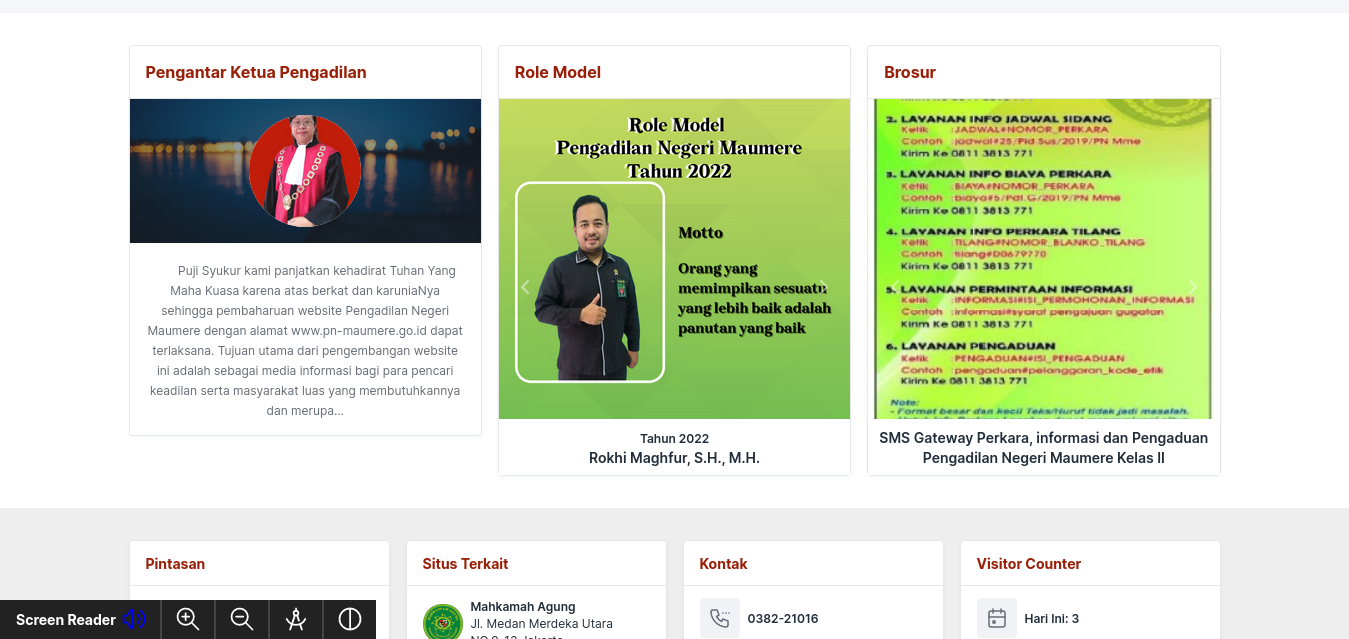 Pengantar Ketua Pengadilan
Puji Syukur kami panjatkan kehadirat Tuhan Yang
Maha Kuasa karena atas berkat dan karuniaNya
sehingga pembaharuan website Pengadilan Negeri
Maumere dengan alamat www.pn-maumere.go.id dapat
terlaksana. Tujuan utama dari pengembangan website
ini adalah sebagai media informasi bagi para pencari
keadilan serta masyarakat luas yang membutuhkannya
dan merupa...
Role Model
Role Model
Pengadilan Negeri Maumere
Tahun 2022
Motto
Orang yang
memimpikan sesuatu
yang lebih baik adalah
panutan yang baik
Tahun 2022
Rokhi Maghfur, S.H., M.H.
Brosur
2. LAYANAN INFO JADWAL SIDANG
Ketik :JADWAL#NOMOR_PERKARA
Contoh :jadwal#25/Pid.Sus/2019/PN Mme
Kirim Ke 0811 3813 771
3. LAYANAN INFO BIAYA PERKARA
Ketik :BIAYA#NOMOR_PERKARA
Contoh :biaya#5/Pdt.G/2019/PN Mme
Kirim Ke 0811 3813 771
4. LAYANAN INFO PERKARA TILANG
Ketik :TILANG#NOMOR_BLANKO_TILANG
Contoh :tilang#D0679770
Kirim Ke 0811 3813 771
5. LAYANAN PERMINTAAN INFORMASI
Ketik :INFORMASI#ISI_PERMOHONAN_INFORMASI
Contoh :informasi#syarat pengajuan gugatan
Kirim Ke 0811 3813 771
6. LAYANAN PENGADUAN
Ketik :PENGADUAN#ISI_PENGADUAN
Contoh :pengaduan#pelanggaran_kode_etik
Kirim Ke 0811 3813 771
Note:
- Format besar dan kecil Teks/Huruf tidak jadi masalah.
SMS Gateway Perkara, informasi dan Pengaduan
Pengadilan Negeri Maumere Kelas II
Pintasan
Situs Terkait
Mahkamah Agung
Jl. Medan Merdeka Utara
Kontak
0382-21016
Visitor Counter
Hari Ini: 3
Screen Reader